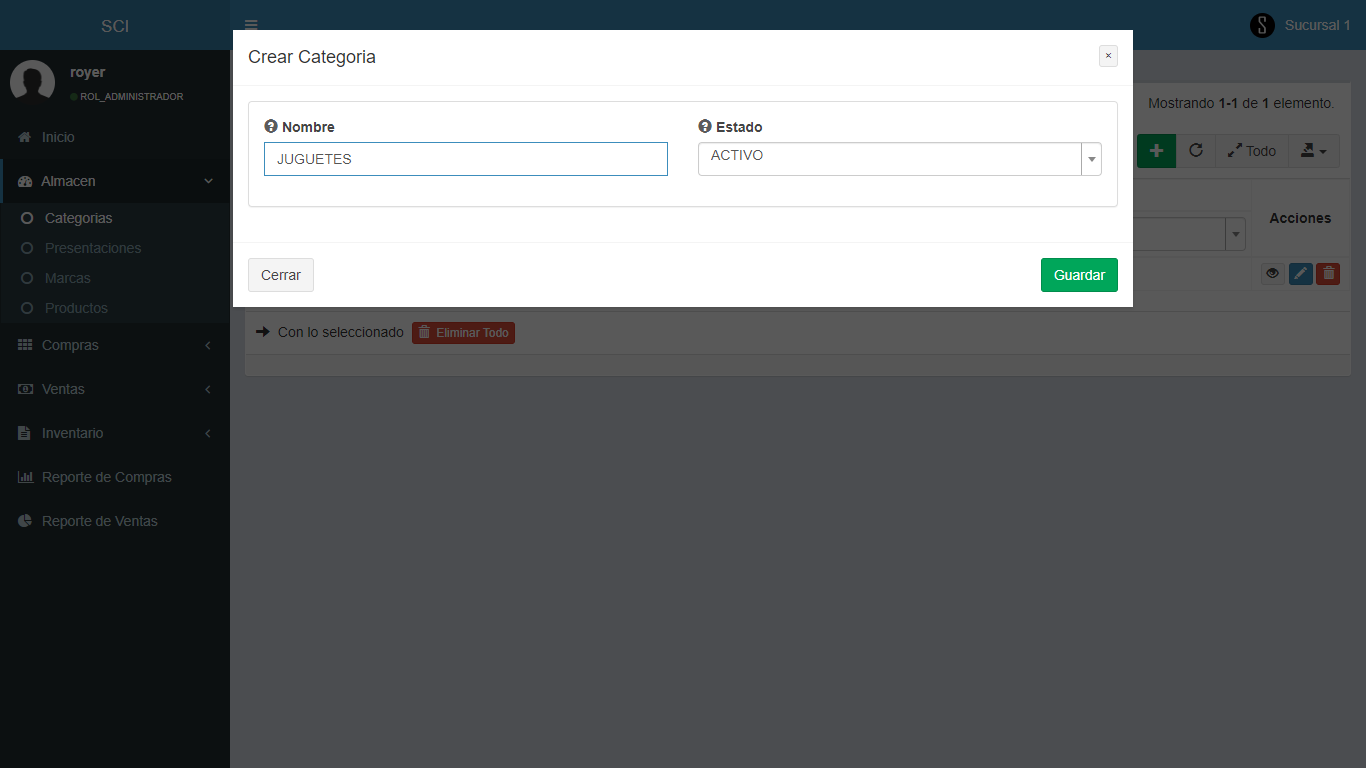 SCI
Sucursal 1
royer
ROL_ADMINISTRADOR
Inicio
Almacen
Categorias
Presentaciones
Marcas
Productos
Compras
Ventas
Inventario
Reporte de Compras
Reporte de Ventas
Crear Categoria
×
Nombre
JUGUETES
Estado
ACTIVO
Cerrar
Guardar
Mostrando 1-1 de 1 elemento.
Todo
Acciones
Con lo seleccionado
Eliminar Todo